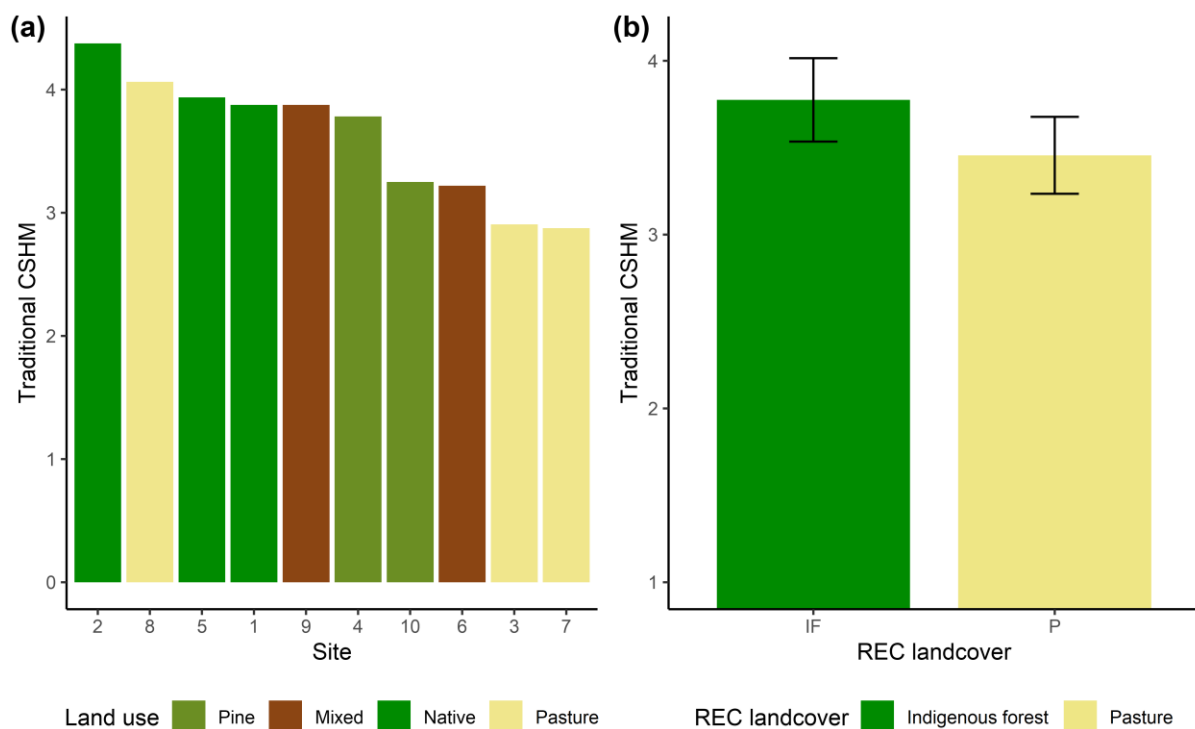 (a)
Traditional CSHM
4
3
2
1
0
2 8 5 1 9 4 10 6 3 7
Site
Land use Pine Mixed Native Pasture
(b)
Traditional CSHM
4
3
2
1
IF P
REC landcover
REC landcover Indigenous forest Pasture